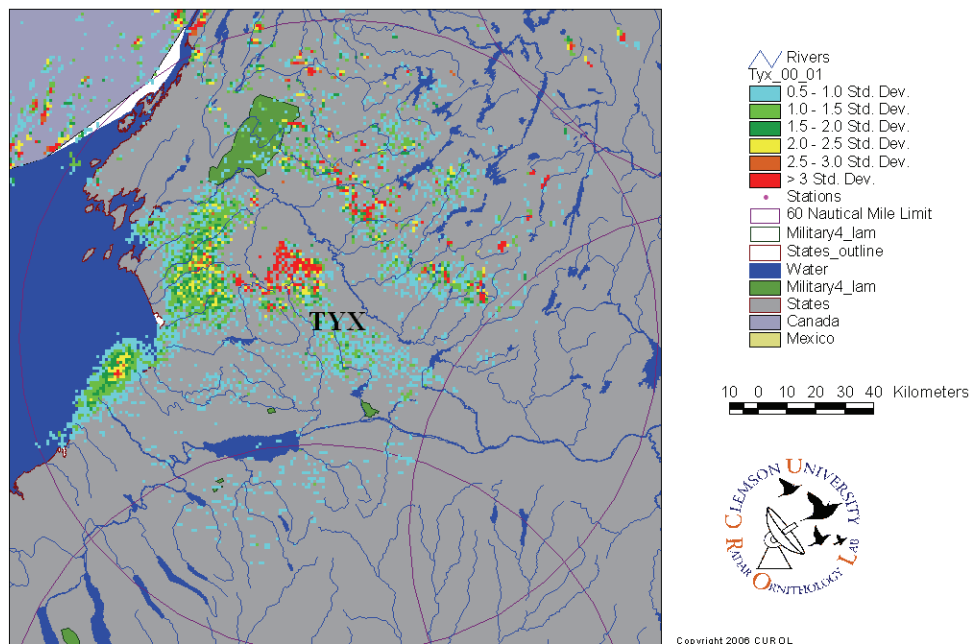 TYX
Rivers
Tyx_00_01
0.5 - 1.0 Std. Dev.
1.0 - 1.5 Std. Dev.
1.5 - 2.0 Std. Dev.
2.0 - 2.5 Std. Dev.
2.5 - 3.0 Std. Dev.
> 3 Std. Dev.
Stations
60 Nautical Mile Limit
Military4_lam
States_outline
Water
Military4_lam
States
Canada
Mexico
10 0 10 20 30 40 Kilometers
CLEMSON UNIVERSITY
RADAR ORNITHOLOGY LAB
Copyright 2006 CUROL